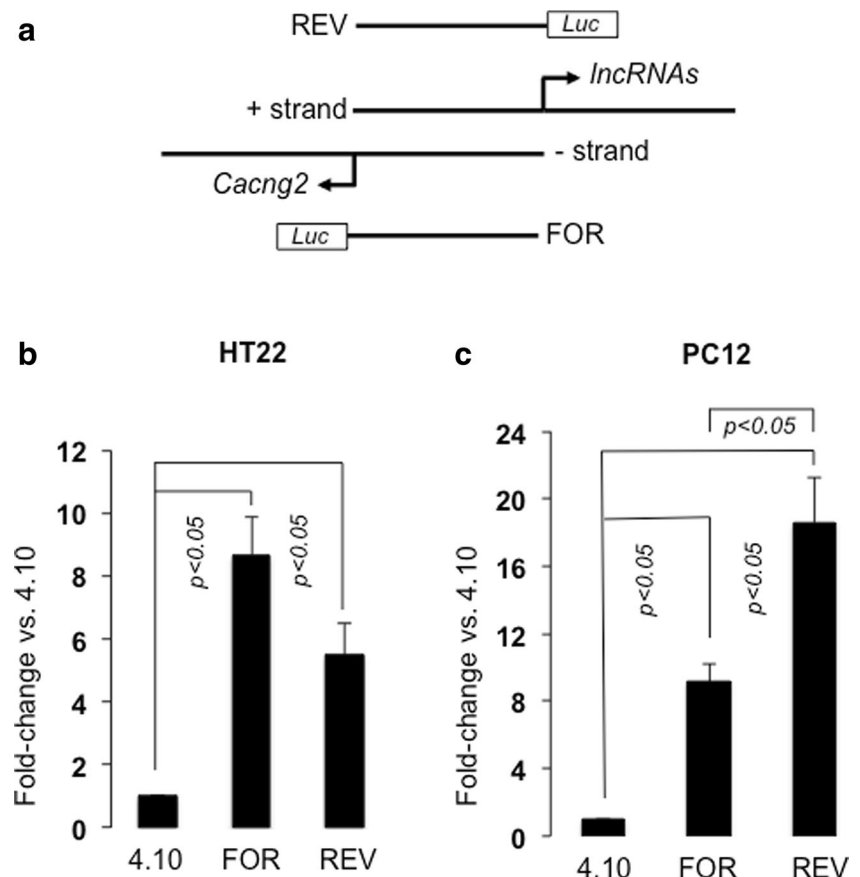 a
REV
Luc
lncRNAs
+ strand
- strand
Cacng2
Luc
FOR
b
HT22
Fold-change vs. 4.10
12
10
8
6
4
2
0
p<0.05
p<0.05
4.10 FOR REV
c
PC12
Fold-change vs. 4.10
24
20
16
12
8
4
0
p<0.05
p<0.05
p<0.05
4.10 FOR REV